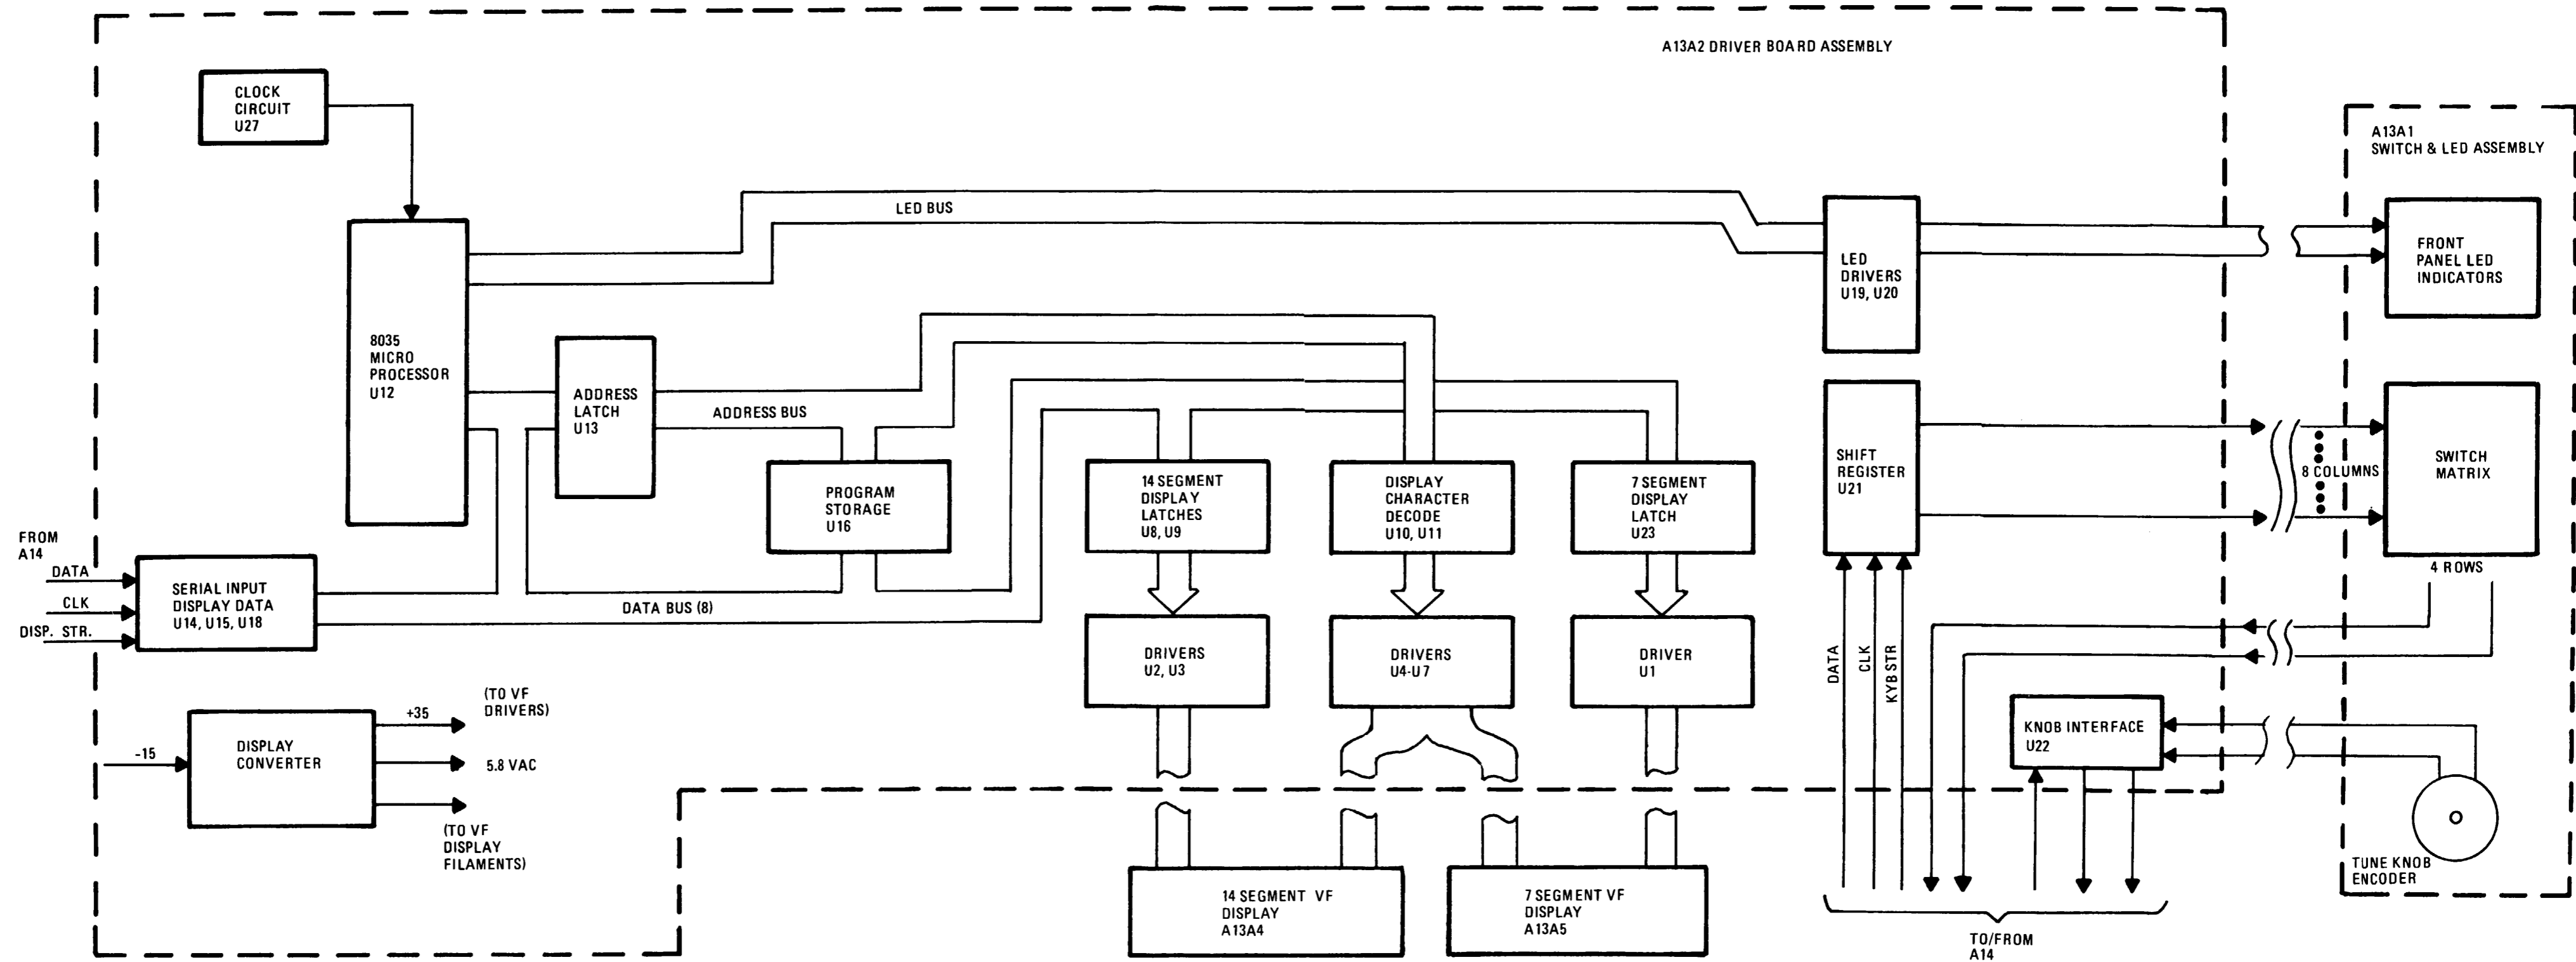 A13A2 DRIVER BOARD ASSEMBLY
CLOCK
CIRCUIT
U27
A13A1
SWITCH & LED ASSEMBLY
LED BUS
LED
DRIVERS
U19, U20
FRONT
PANEL LED
INDICATORS
8035
MICRO
PROCESSOR
U12
ADDRESS
LATCH
U13
ADDRESS BUS
PROGRAM
STORAGE
U16
14 SEGMENT
DISPLAY
LATCHES
U8, U9
DISPLAY
CHARACTER
DECODE
U10, U11
7 SEGMENT
DISPLAY
LATCH
U23
SHIFT
REGISTER
U21
8 COLUMNS
SWITCH
MATRIX
4 ROWS
FROM
A14
DATA
CLK
DISP. STR.
SERIAL INPUT
DISPLAY DATA
U14, U15, U18
DATA BUS (8)
DRIVERS
U2, U3
DRIVERS
U4-U7
DRIVER
U1
DATA
CLK
KYB STR
KNOB INTERFACE
U22
-15
DISPLAY
CONVERTER
+35
(TO VF
DRIVERS)
5.8 VAC
(TO VF
DISPLAY
FILAMENTS)
14 SEGMENT VF
DISPLAY
A13A4
7 SEGMENT VF
DISPLAY
A13A5
TUNE KNOB
ENCODER
TO/FROM
A14